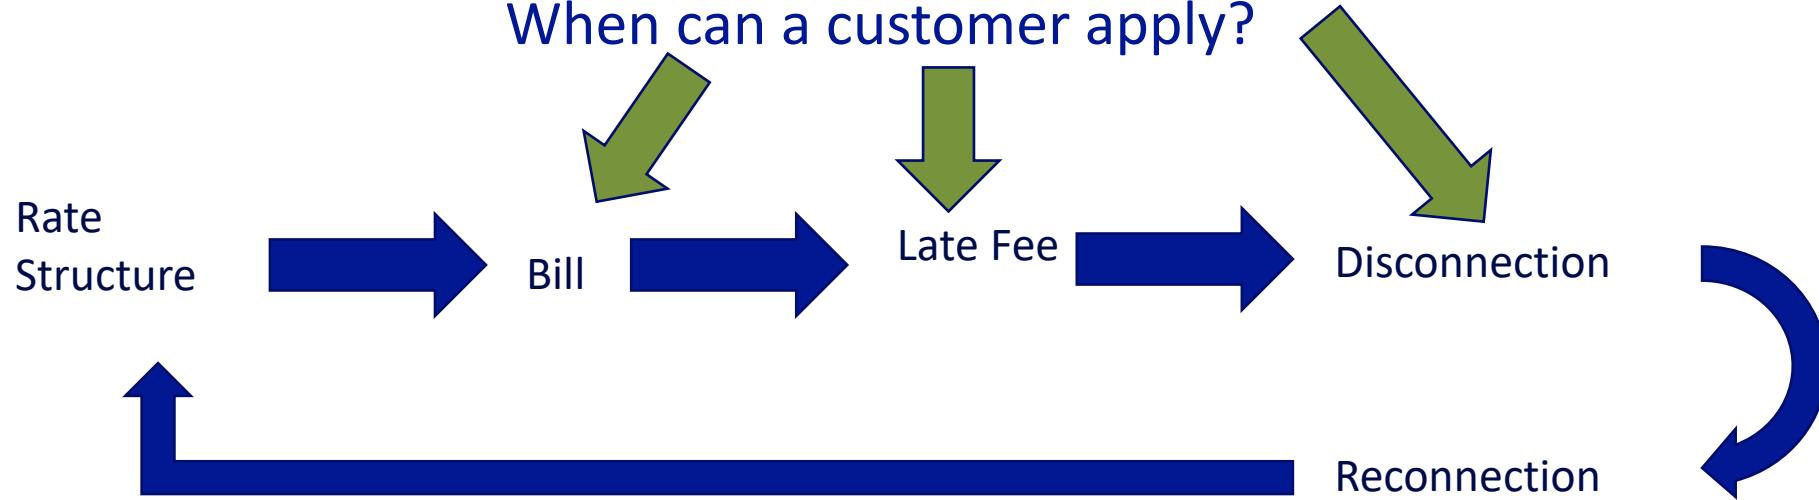 When can a customer apply?
Rate
Structure
Bill
Late Fee
Disconnection
Reconnection